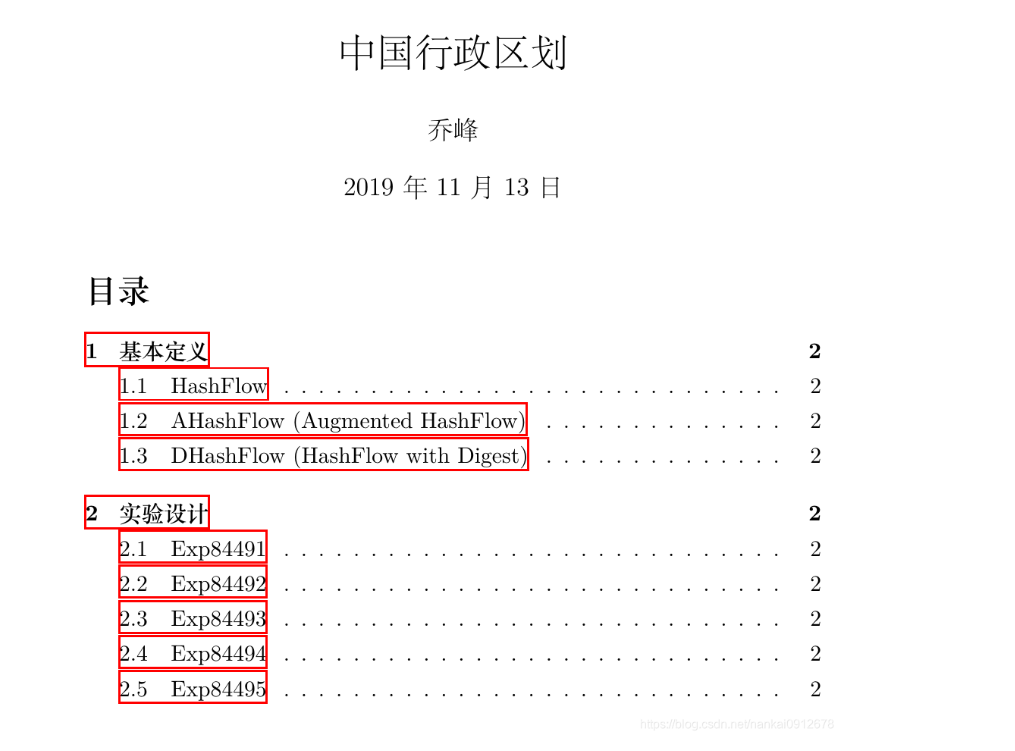 中国行政区划
乔峰
2019 年 11 月 13 日
目录
1 基本定义 2
1.1 HashFlow . . . . . . . . . . . . . . . . . . . . . . . . . . . . . 2
1.2 AHashFlow (Augmented HashFlow) . . . . . . . . . . . . . . 2
1.3 DHashFlow (HashFlow with Digest) . . . . . . . . . . . . . . 2
2 实验设计 2
2.1 Exp84491 . . . . . . . . . . . . . . . . . . . . . . . . . . . . . 2
2.2 Exp84492 . . . . . . . . . . . . . . . . . . . . . . . . . . . . . 2
2.3 Exp84493 . . . . . . . . . . . . . . . . . . . . . . . . . . . . . 2
2.4 Exp84494 . . . . . . . . . . . . . . . . . . . . . . . . . . . . . 2
2.5 Exp84495 . . . . . . . . . . . . . . . . . . . . . . . . . . . . . 2
https://blog.csdn.net/nankai0912678